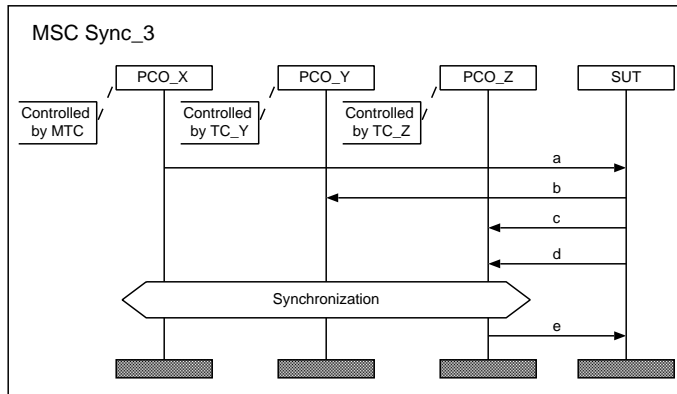 MSC Sync_3
PCO_X
PCO_Y
PCO_Z
SUT
Controlled
by MTC
Controlled
by TC_Y
Controlled
by TC_Z
a
b
c
d
Synchronization
e